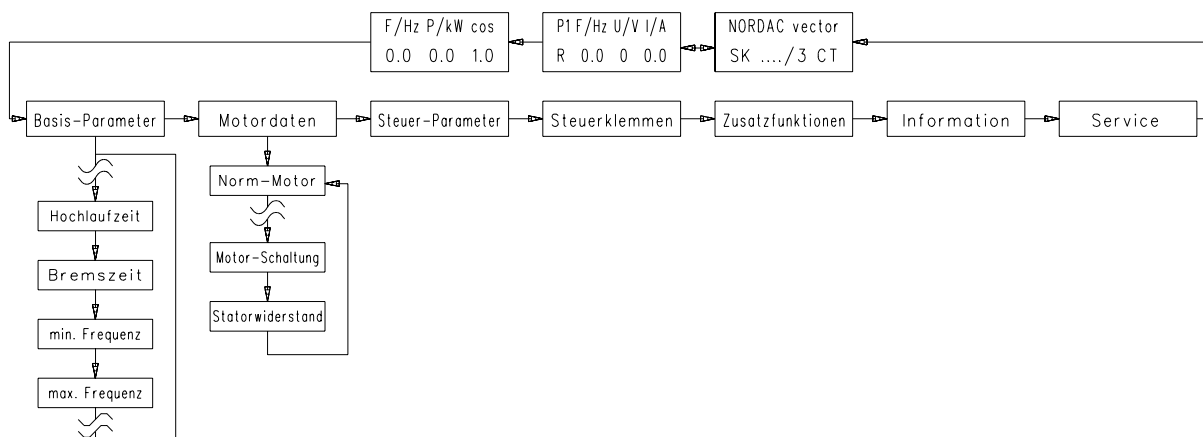 F/Hz P/kW cos
0.0 0.0 1.0
P1 F/Hz U/V I/A
R 0.0 0 0.0
NORDAC vector
SK ..../3 CT
Basis-Parameter
Motordaten
Steuer-Parameter
Steuerklemmen
Zusatzfunktionen
Information
Service
Norm-Motor
Hochlaufzeit
Motor-Schaltung
Bremszeit
Statorwiderstand
min. Frequenz
max. Frequenz